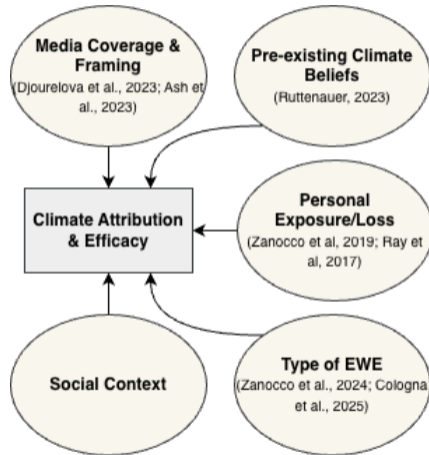 Media Coverage &
Framing
(Djourelova et al., 2023; Ash et
al., 2023)
Pre-existing Climate
Beliefs
(Ruttenauer, 2023)
Climate Attribution
& Efficacy
Personal
Exposure/Loss
(Zanocco et al, 2019; Ray et
al, 2017)
Social Context
Type of EWE
(Zanocco et al., 2024; Cologna
et al., 2025)